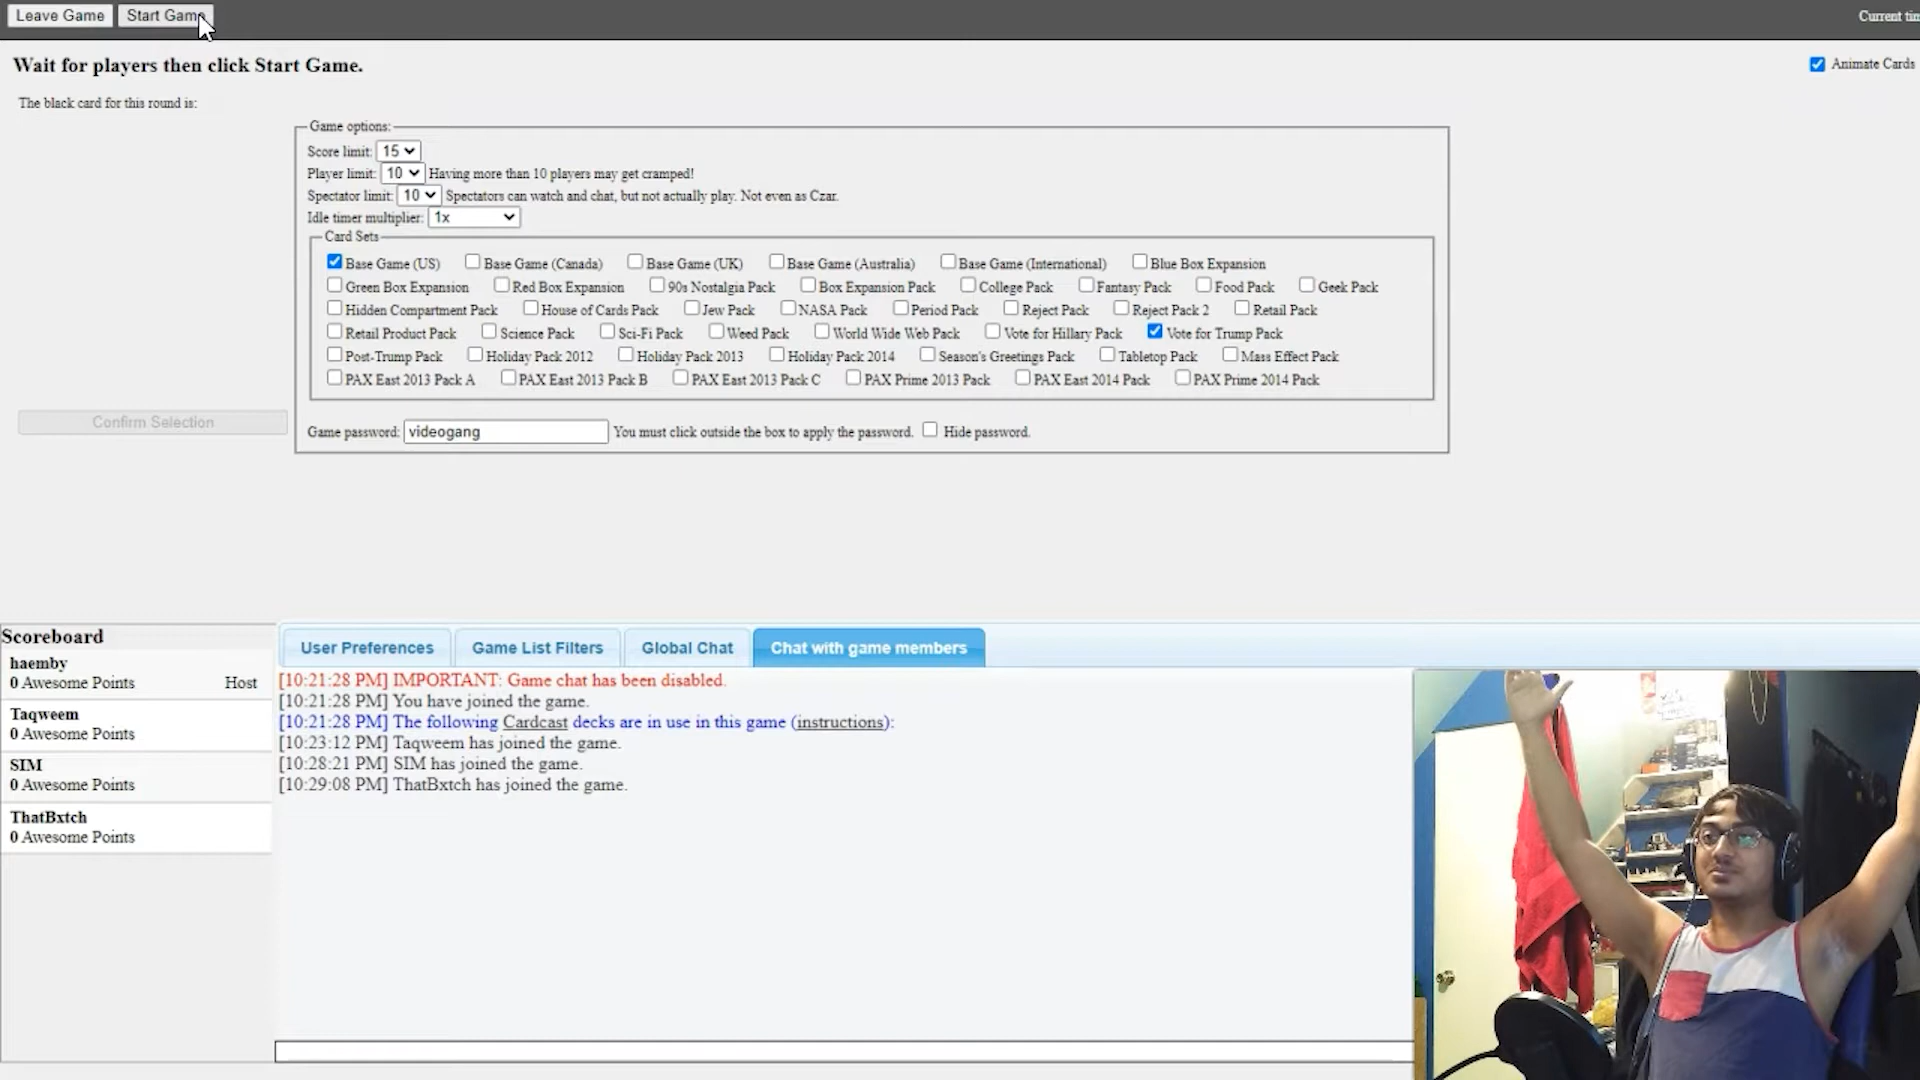 Leave Game Start Game
Current tim
Wait for players then click Start Game.
Animate Cards
The black card for this round is:
Game options:
Score limit: 15
Player limit: 10 Having more than 10 players may get cramped!
Spectator limit: 10 Spectators can watch and chat, but not actually play. Not even as Czar.
Idle timer multiplier: 1x
Card Sets
Base Game (US) Base Game (Canada) Base Game (UK) Base Game (Australia) Base Game (International) Blue Box Expansion
Green Box Expansion Red Box Expansion 90s Nostalgia Pack Box Expansion Pack College Pack Fantasy Pack Food Pack Geek Pack
Hidden Compartment Pack House of Cards Pack Jew Pack NASA Pack Period Pack Reject Pack Reject Pack 2 Retail Pack
Retail Product Pack Science Pack Sci-Fi Pack Weed Pack World Wide Web Pack Vote for Hillary Pack Vote for Trump Pack
Post-Trump Pack Holiday Pack 2012 Holiday Pack 2013 Holiday Pack 2014 Season's Greetings Pack Tabletop Pack Mass Effect Pack
PAX East 2013 Pack A PAX East 2013 Pack B PAX East 2013 Pack C PAX Prime 2013 Pack PAX East 2014 Pack PAX Prime 2014 Pack
Confirm Selection
Game password: videogang You must click outside the box to apply the password. Hide password.
Scoreboard
haemby
0 Awesome Points Host
Taqweem
0 Awesome Points
SIM
0 Awesome Points
ThatBxtch
0 Awesome Points
User Preferences Game List Filters Global Chat Chat with game members
[10:21:28 PM] IMPORTANT: Game chat has been disabled.
[10:21:28 PM] You have joined the game.
[10:21:28 PM] The following Cardcast decks are in use in this game (instructions):
[10:23:12 PM] Taqweem has joined the game.
[10:28:21 PM] SIM has joined the game.
[10:29:08 PM] ThatBxtch has joined the game.